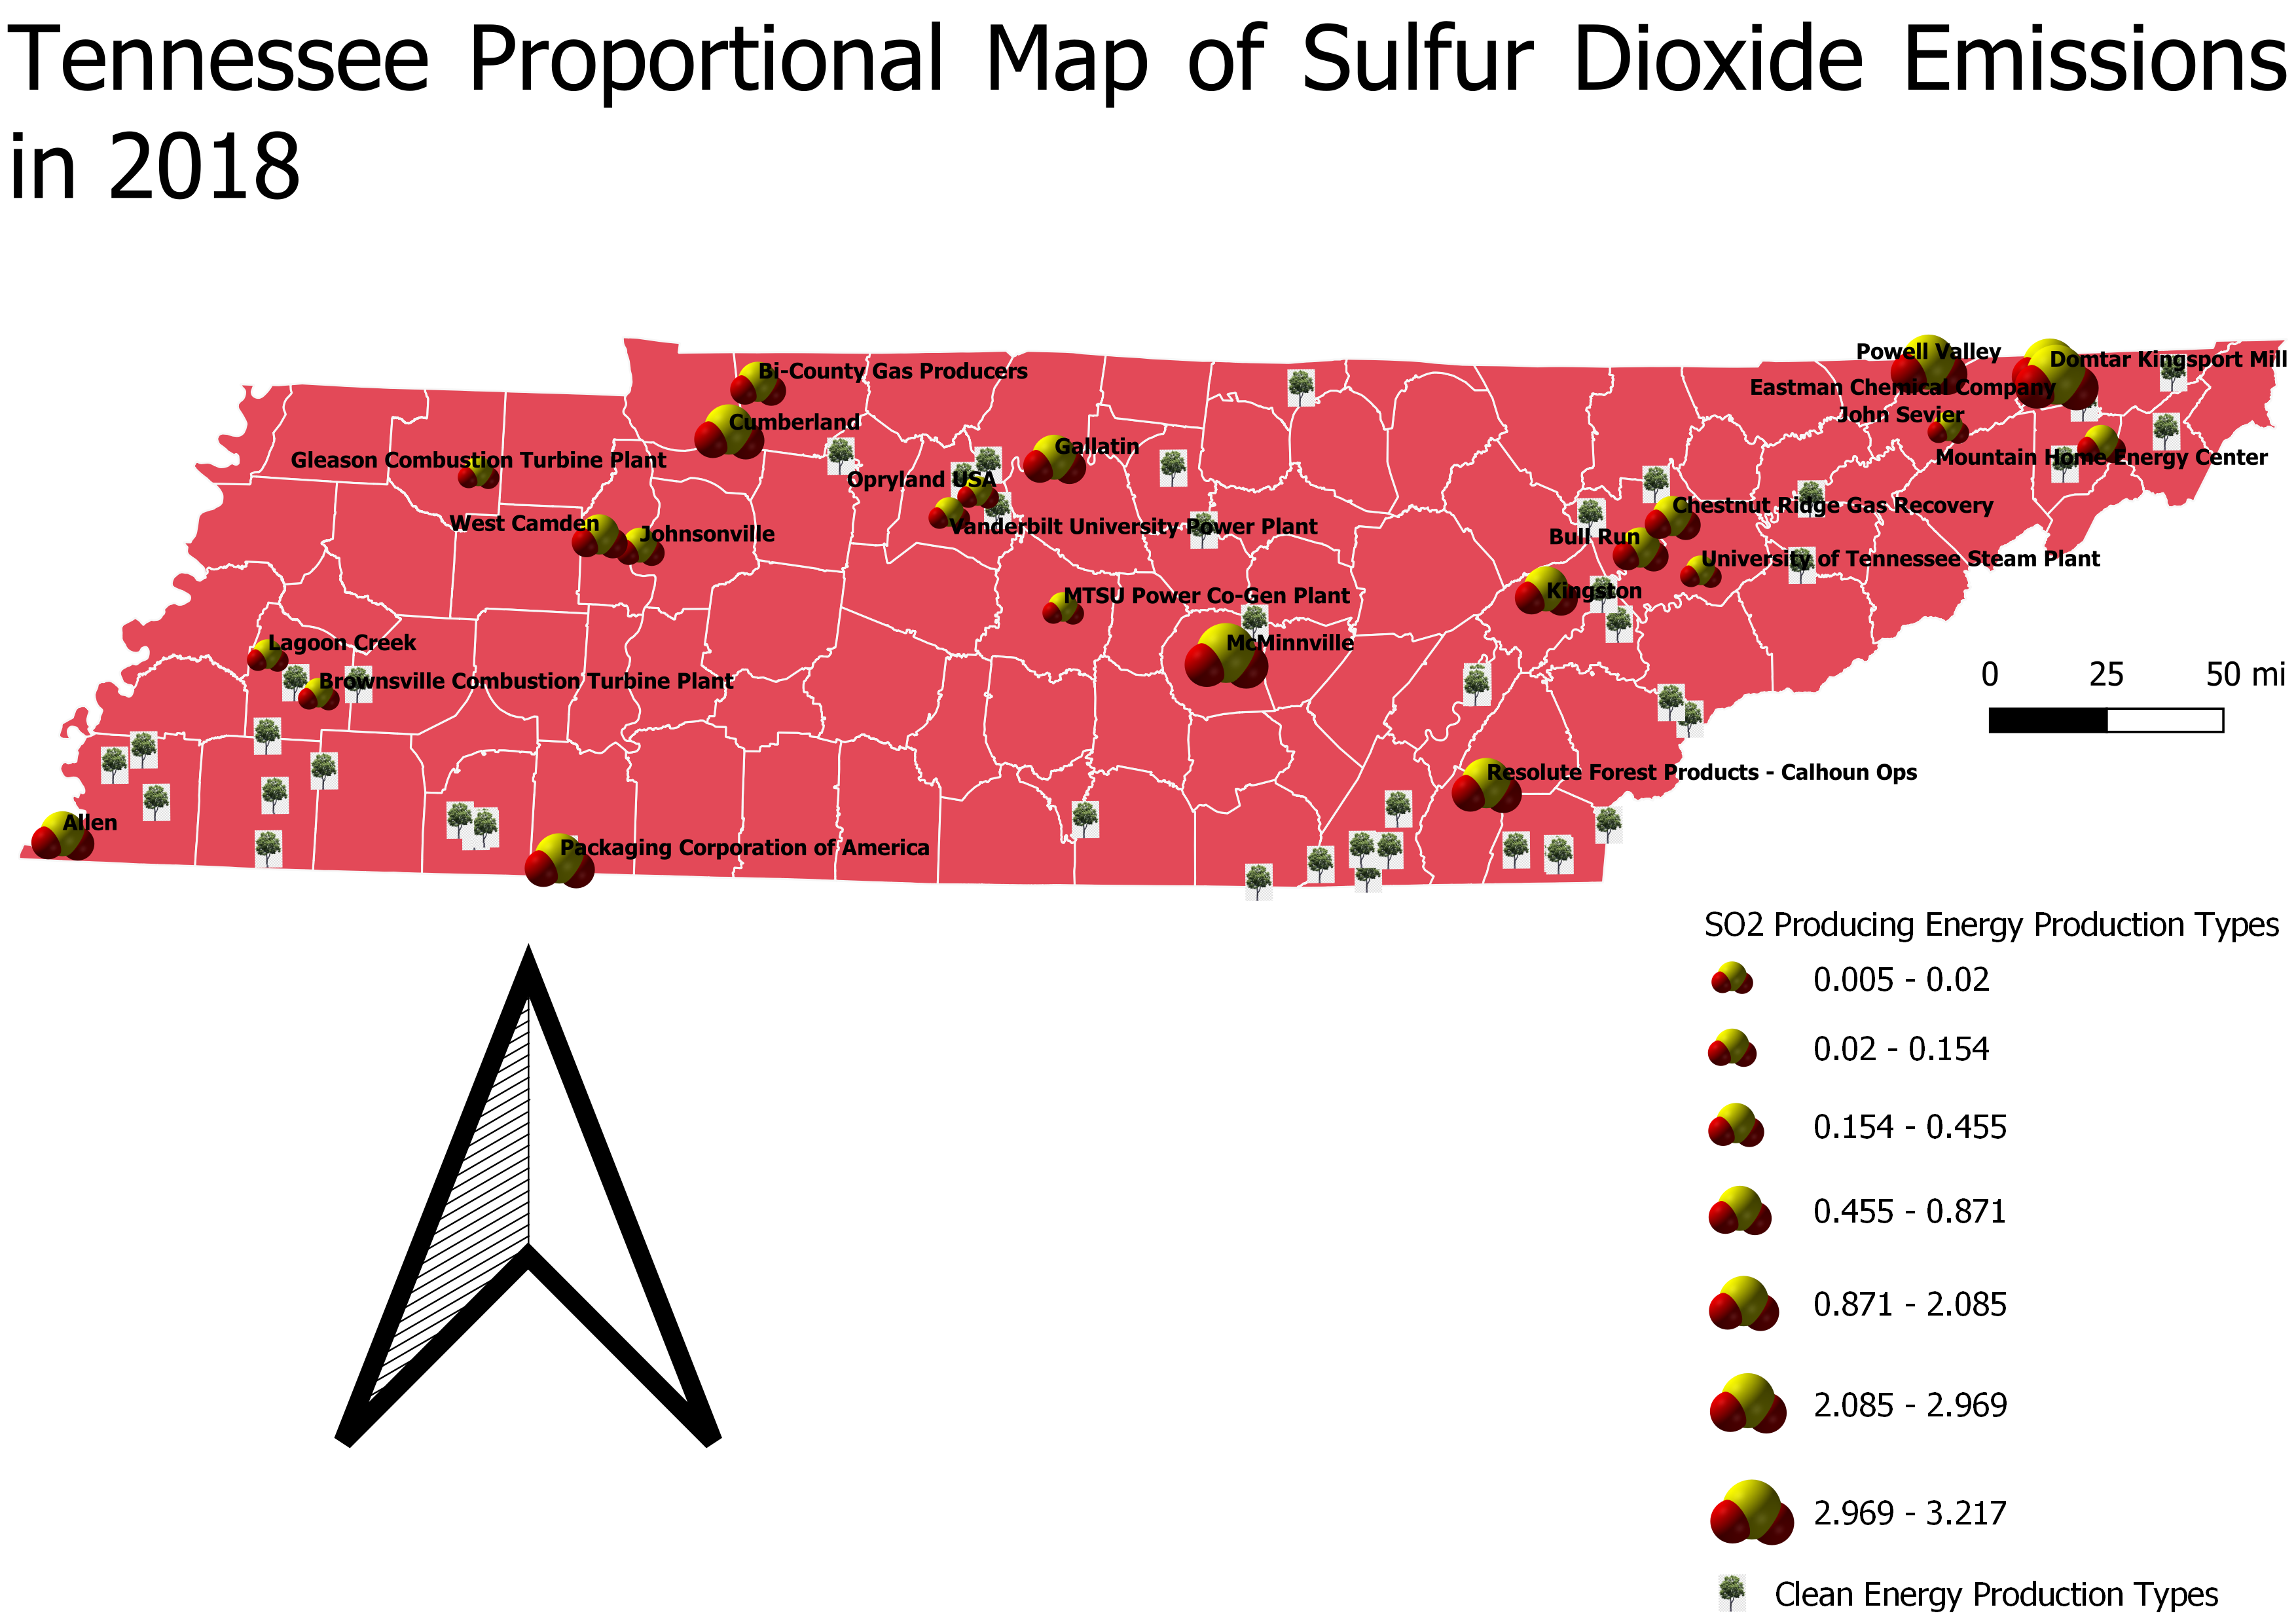 Tennessee Proportional Map of Sulfur Dioxide Emissions
in 2018
Powell Valley
Domtar Kingsport Mill
Bi-County Gas Producers
Eastman Chemical Company
John Sevier
Cumberland
Gallatin
Mountain Home Energy Center
Gleason Combustion Turbine Plant
Opryland USA
Chestnut Ridge Gas Recovery
West Camden
Vanderbilt University Power Plant
Johnsonville
Bull Run
University of Tennessee Steam Plant
Kingston
MTSU Power Co-Gen Plant
Lagoon Creek
McMinnville
0 25 50 mi
Brownsville Combustion Turbine Plant
Resolute Forest Products - Calhoun Ops
Allen
Packaging Corporation of America
SO2 Producing Energy Production Types
0.005 - 0.02
0.02 - 0.154
0.154 - 0.455
0.455 - 0.871
0.871 - 2.085
2.085 - 2.969
2.969 - 3.217
Clean Energy Production Types